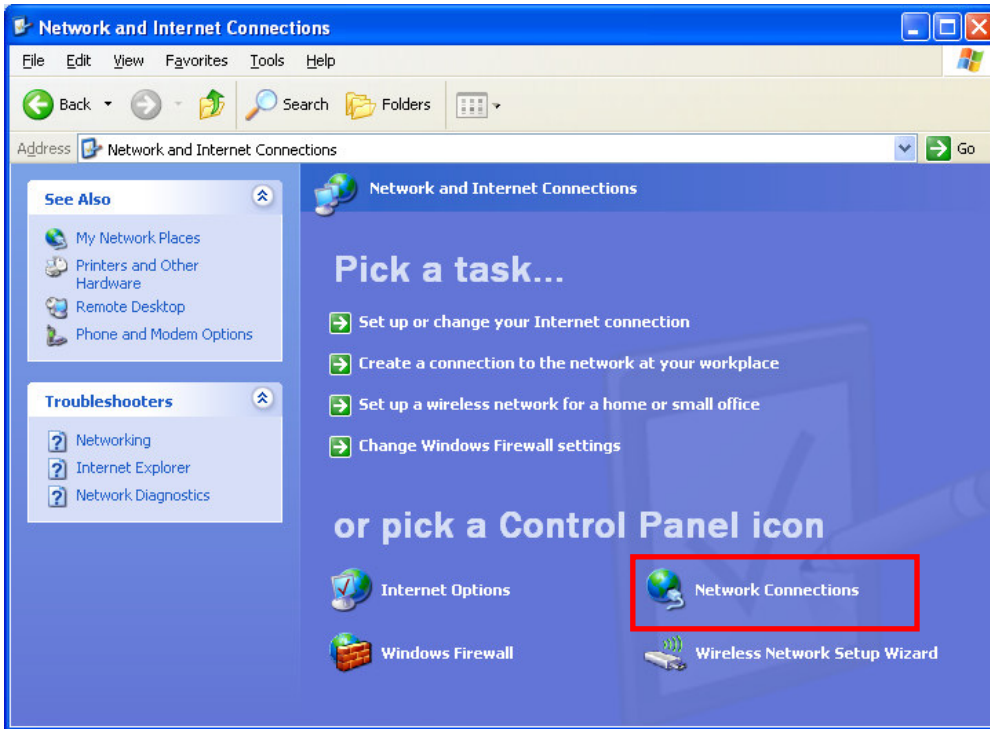 Network and Internet Connections
File Edit View Favorites Tools Help
Back Search Folders
Address Network and Internet Connections Go
See Also
My Network Places
Printers and Other
Hardware
Remote Desktop
Phone and Modem Options
Troubleshooters
Networking
Internet Explorer
Network Diagnostics
Network and Internet Connections
Pick a task...
Set up or change your Internet connection
Create a connection to the network at your workplace
Set up a wireless network for a home or small office
Change Windows Firewall settings
or pick a Control Panel icon
Internet Options Network Connections
Windows Firewall Wireless Network Setup Wizard